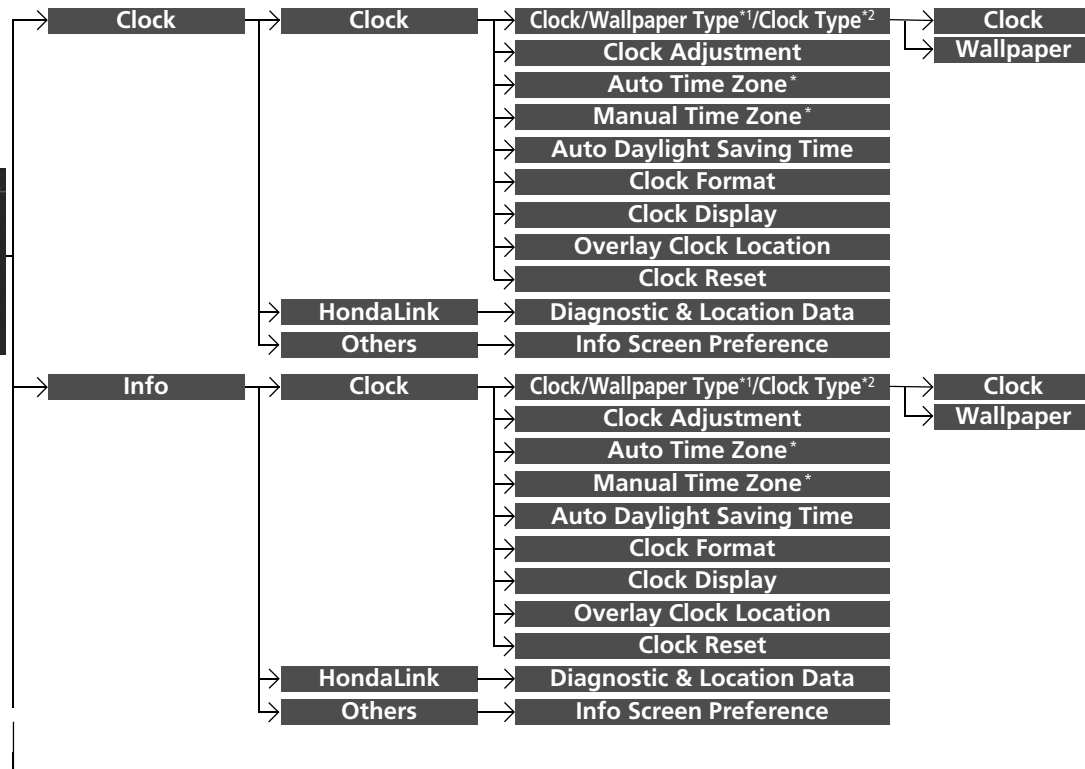 Clock Clock Clock/Wallpaper Type*1/Clock Type*2 Clock
Clock Adjustment Wallpaper
Auto Time Zone*
Manual Time Zone*
Auto Daylight Saving Time
Clock Format
Clock Display
Overlay Clock Location
Clock Reset
HondaLink Diagnostic & Location Data
Others Info Screen Preference
Info Clock Clock/Wallpaper Type*1/Clock Type*2 Clock
Clock Adjustment Wallpaper
Auto Time Zone*
Manual Time Zone*
Auto Daylight Saving Time
Clock Format
Clock Display
Overlay Clock Location
Clock Reset
HondaLink Diagnostic & Location Data
Others Info Screen Preference